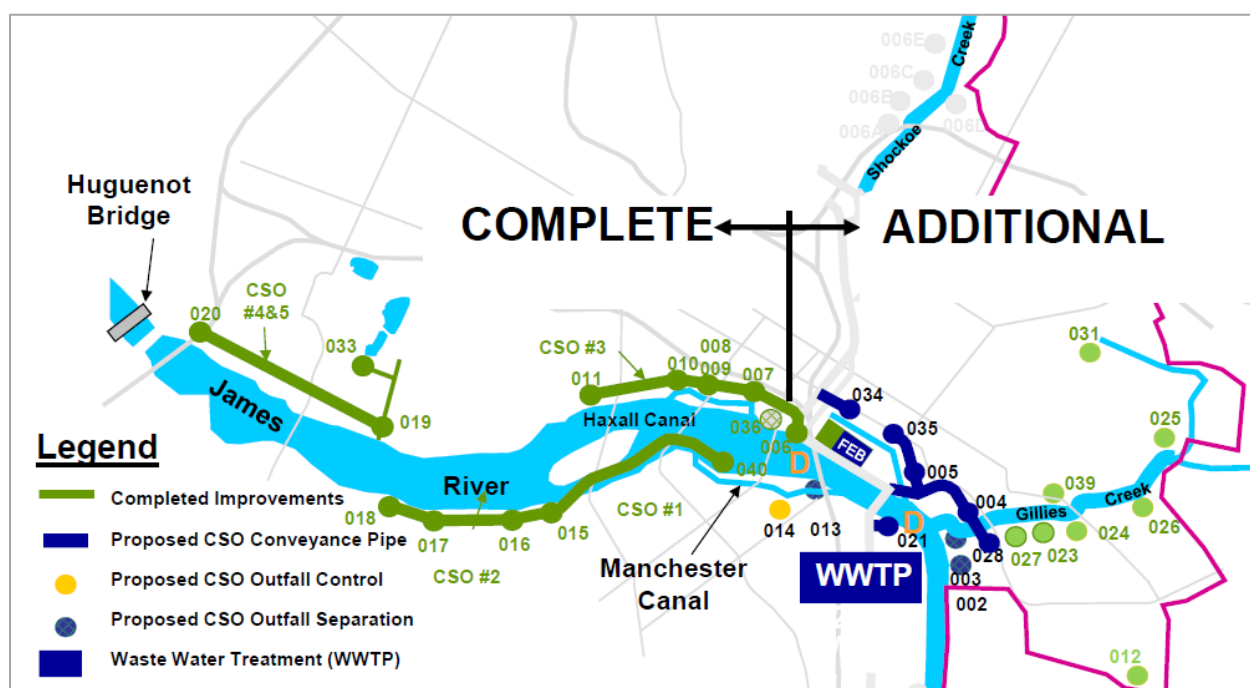 006E
Creek
006C
006B
006A
006D
Shockoe
Huguenot
Bridge
COMPLETE
ADDITIONAL
CSO
#4&5
020
033
019
031
CSO #3
008
010
009
007
011
034
Haxall Canal
036
006
035
025
FEB
James
D
040
005
Legend
Completed Improvements
River
018
017
016
015
CSO #1
CSO #2
014
013
021
D
004
039
Creek
Gillies
026
024
023
027
028
Proposed CSO Conveyance Pipe
Proposed CSO Outfall Control
Manchester
Canal
WWTP
003
002
Proposed CSO Outfall Separation
Waste Water Treatment (WWTP)
012